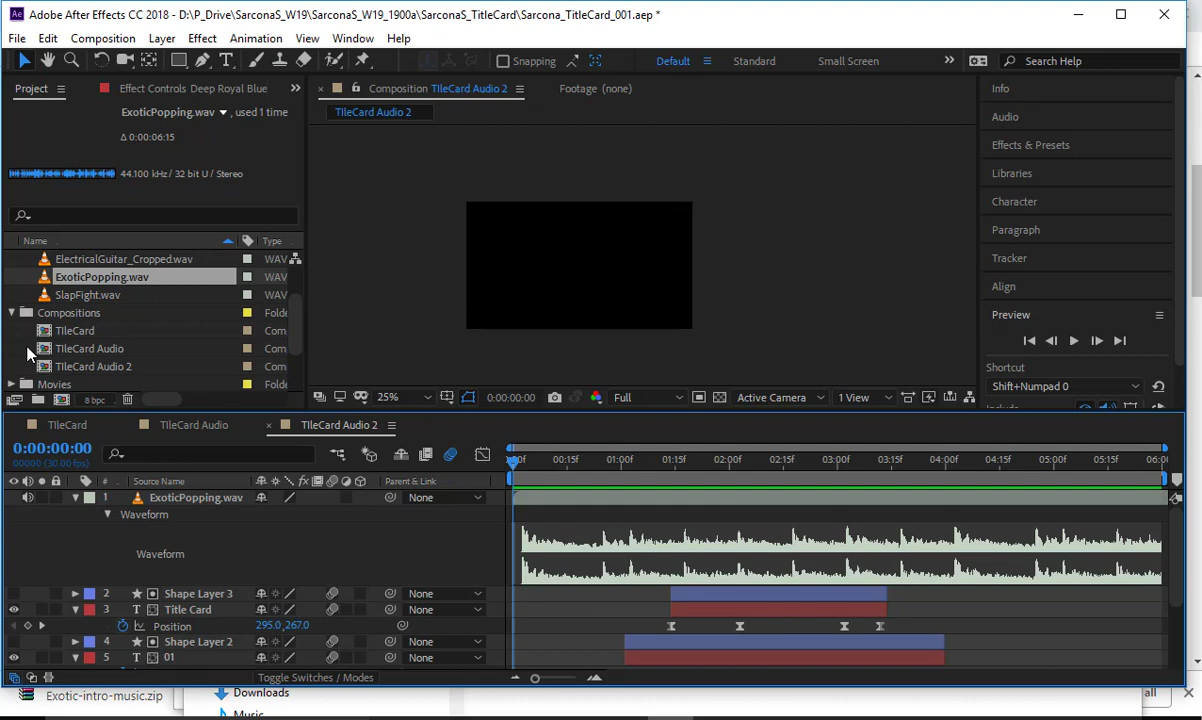 Adobe After Effects CC 2018 - D:\P_Drive\SarconaS_W19\SarconaS_W19_1900a\SarconaS_TitleCard\Sarcona_TitleCard_001.aep *
File Edit Composition Layer Effect Animation View Window Help
Snapping Default Standard Small Screen Search Help
Project Effect Controls Deep Royal Blue
ExoticPopping.wav , used 1 time
Δ 0:00:06:15
44.100 kHz / 32 bit U / Stereo
Name Type
ElectricalGuitar_Cropped.wav WAV
ExoticPopping.wav WAV
SlapFight.wav WAV
Compositions Folde
TIleCard Com
TIleCard Audio Com
TIleCard Audio 2 Com
Movies Folde
8 bpc
Composition TIleCard Audio 2
Footage (none)
TIleCard Audio 2
25% 0:00:00:00 Full Active Camera 1 View
Info
Audio
Effects & Presets
Libraries
Character
Paragraph
Tracker
Align
Preview
Shortcut
Shift+Numpad 0
TIleCard TIleCard Audio TIleCard Audio 2
0:00:00:00
00000 (30.00 fps)
# Source Name Parent & Link
00f 00:15f 01:00f 01:15f 02:00f 02:15f 03:00f 03:15f 04:00f 04:15f 05:00f 05:15f 06:0
1 ExoticPopping.wav None
Waveform
Waveform
2 Shape Layer 3 None
3 T Title Card None
Position 295.0,267.0
4 Shape Layer 2 None
5 T 01 None
Toggle Switches / Modes
Exotic-intro-music.zip
Downloads
Music
all